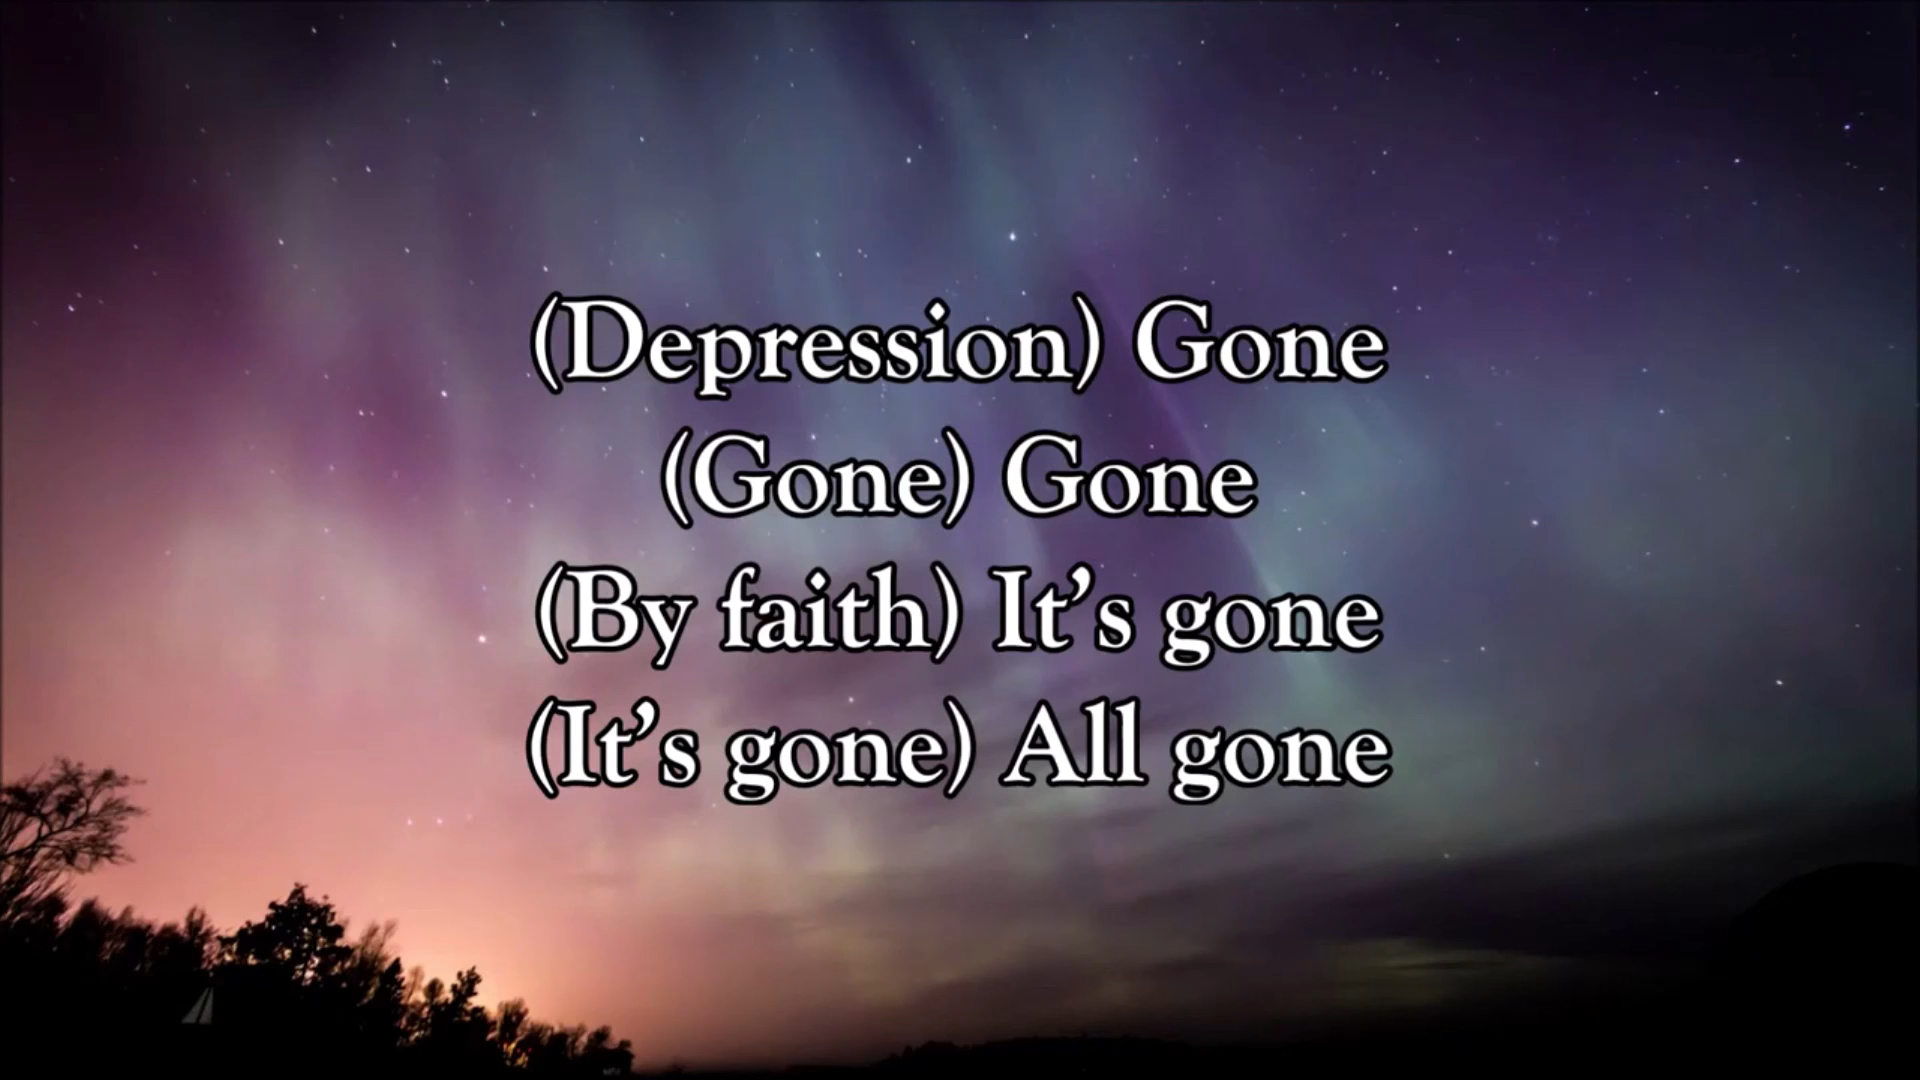 (Depression) Gone
(Gone) Gone
(By faith) It’s gone
(It’s gone) All gone